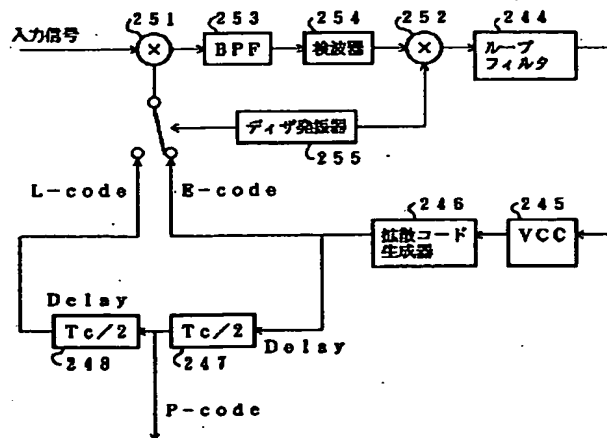 251
253
254
252
244
入力信号
×
BPF
検波器
×
ループ
フィルタ
ディザ発振器
255
L-code
E-code
246
245
拡散コード
生成器
VCC
Delay
Tc/2
Tc/2
Delay
248
247
P-code